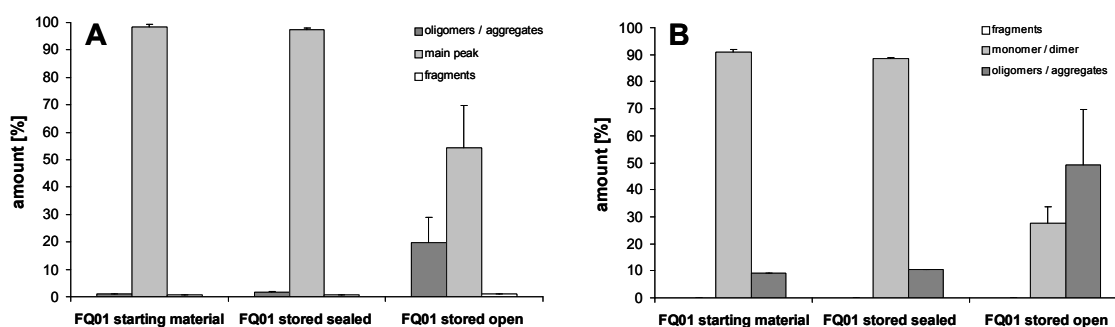 A
amount [%]
100
90
80
70
60
50
40
30
20
10
0
oligomers / aggregates
main peak
fragments
FQ01 starting material
FQ01 stored sealed
FQ01 stored open
B
amount [%]
100
90
80
70
60
50
40
30
20
10
0
fragments
monomer / dimer
oligomers / aggregates
FQ01 starting material
FQ01 stored sealed
FQ01 stored open